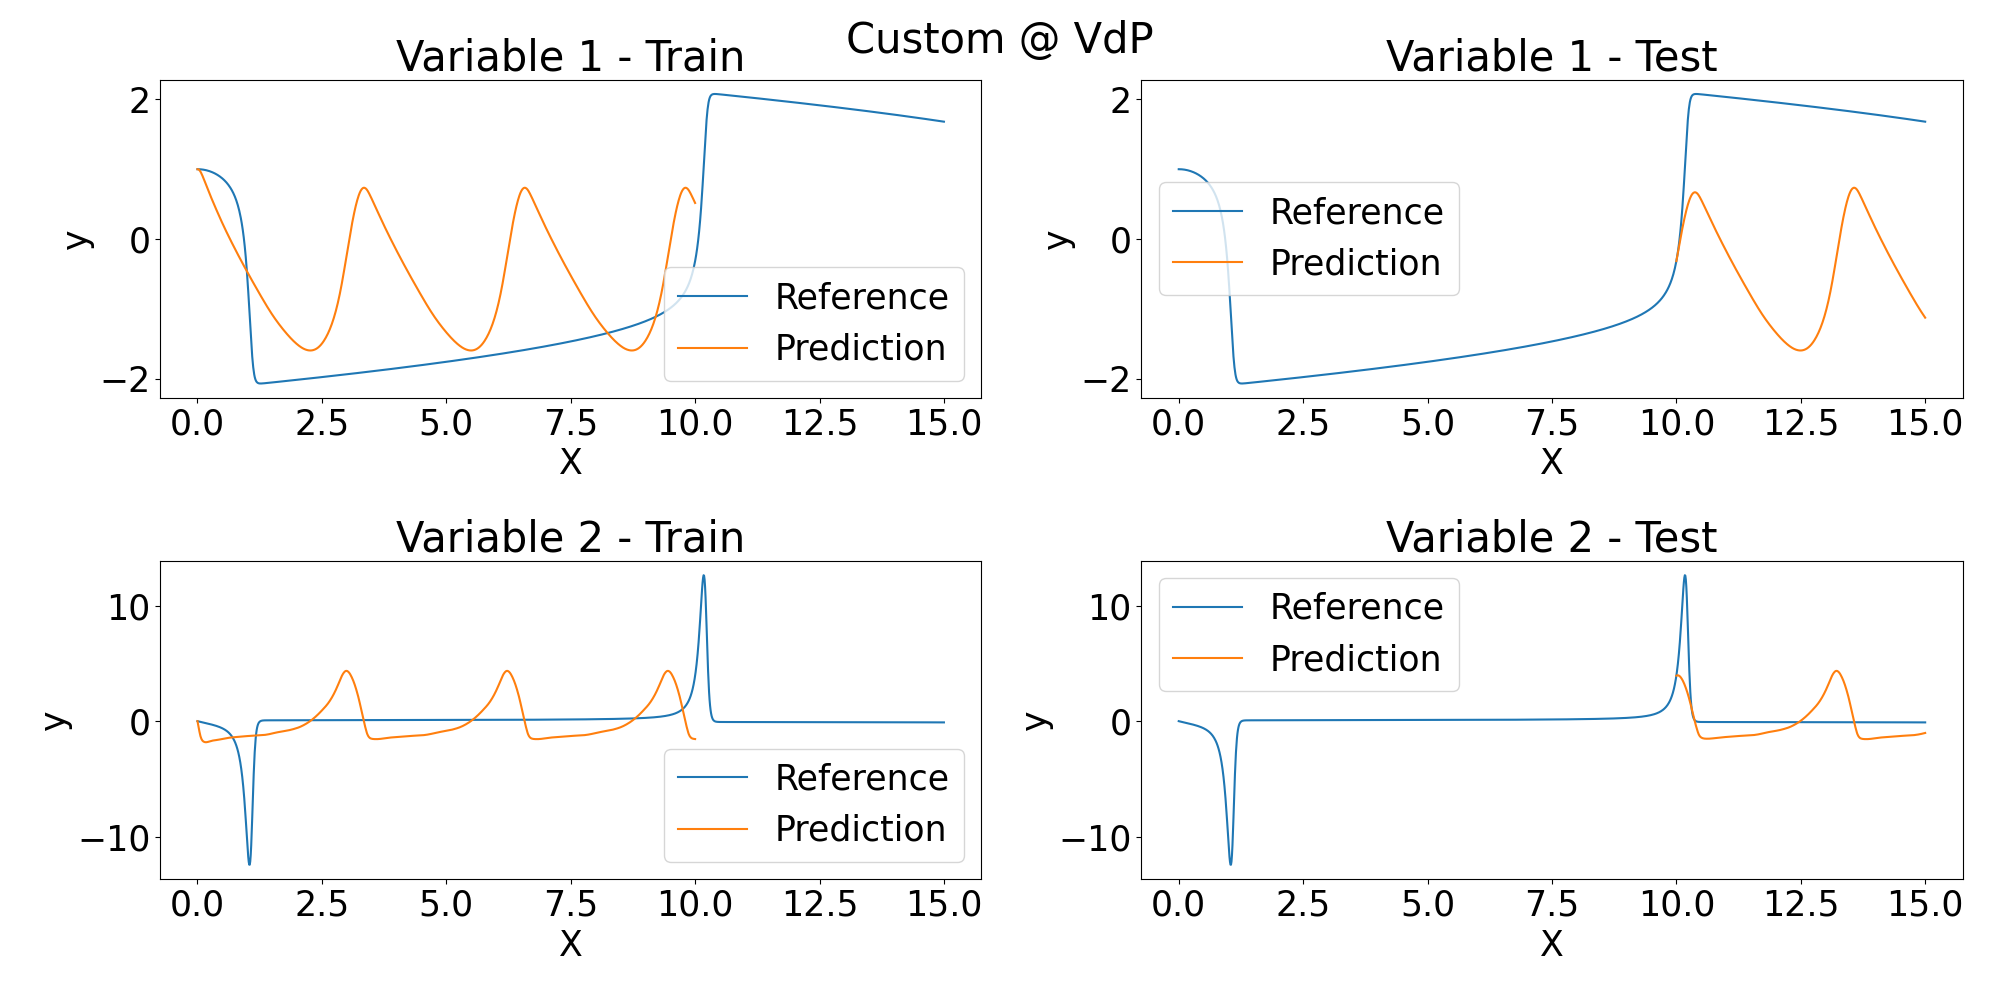 Custom @ VdP
Variable 1 - Train
Variable 1 - Test
y
2
0
−2
Reference
Prediction
0.0 2.5 5.0 7.5 10.0 12.5 15.0
X
y
2
0
−2
Reference
Prediction
0.0 2.5 5.0 7.5 10.0 12.5 15.0
X
Variable 2 - Train
Variable 2 - Test
y
10
0
−10
Reference
Prediction
0.0 2.5 5.0 7.5 10.0 12.5 15.0
X
y
10
0
−10
Reference
Prediction
0.0 2.5 5.0 7.5 10.0 12.5 15.0
X